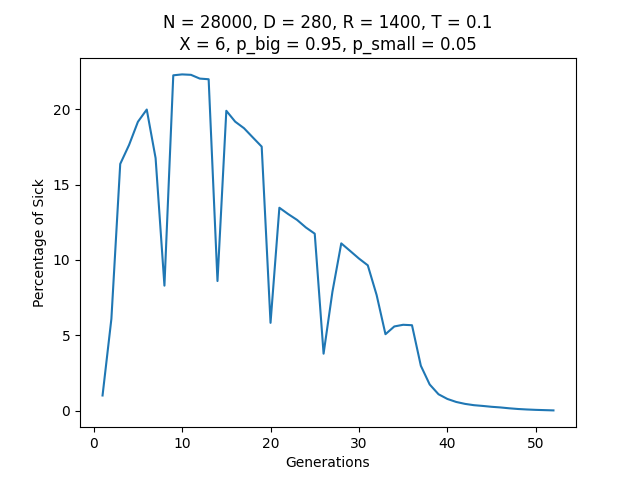 N = 28000, D = 280, R = 1400, T = 0.1
X = 6, p_big = 0.95, p_small = 0.05
20
15
10
5
0
Percentage of Sick
0 10 20 30 40 50
Generations